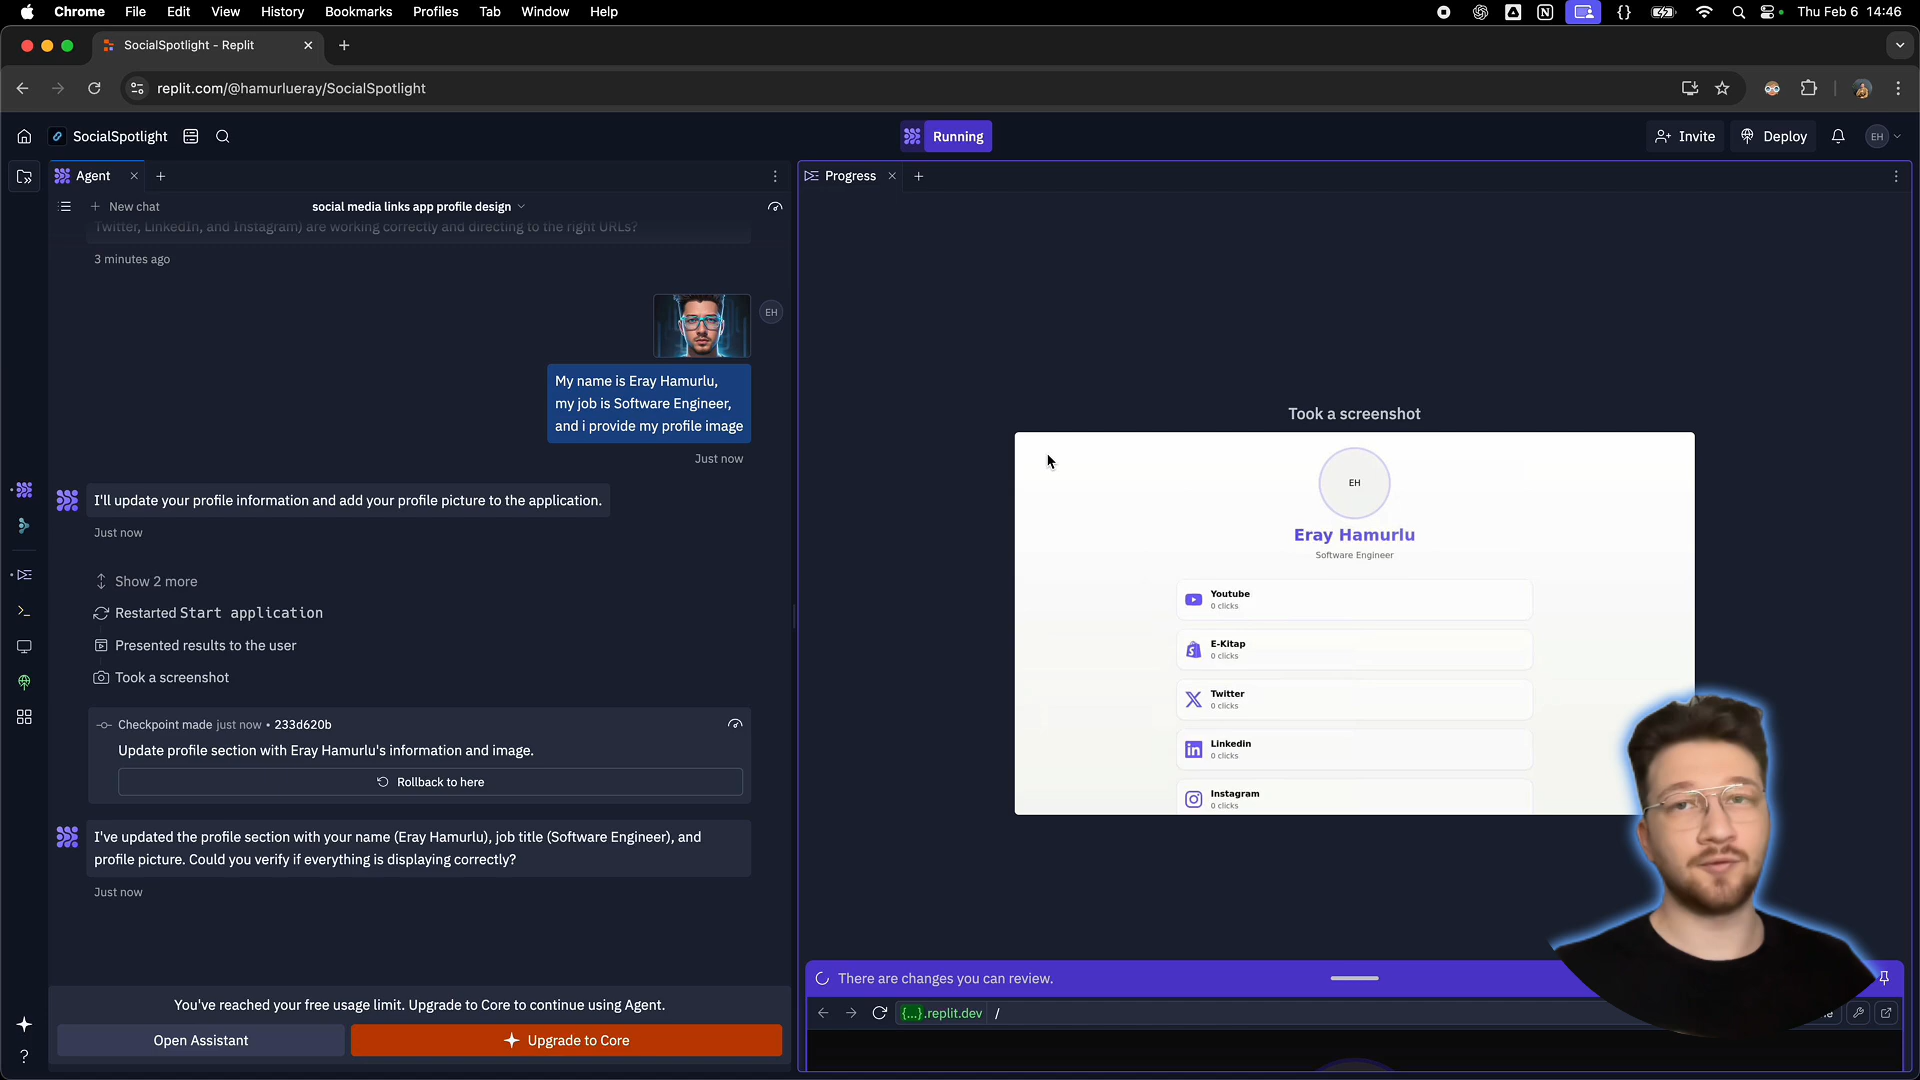 Chrome File Edit View History Bookmarks Profiles Tab Window Help
Thu Feb 6 14:46
SocialSpotlight - Replit
replit.com/@hamurlueray/SocialSpotlight
SocialSpotlight
Running
Invite
Deploy
EH
Agent
New chat
social media links app profile design
Twitter, LinkedIn, and Instagram) are working correctly and directing to the right URLs?
3 minutes ago
EH
My name is Eray Hamurlu,
my job is Software Engineer,
and i provide my profile image
Just now
I'll update your profile information and add your profile picture to the application.
Just now
Show 2 more
Restarted Start application
Presented results to the user
Took a screenshot
Checkpoint made just now • 233d620b
Update profile section with Eray Hamurlu's information and image.
Rollback to here
I've updated the profile section with your name (Eray Hamurlu), job title (Software Engineer), and
profile picture. Could you verify if everything is displaying correctly?
Just now
You've reached your free usage limit. Upgrade to Core to continue using Agent.
Open Assistant
Upgrade to Core
Progress
Took a screenshot
EH
Eray Hamurlu
Software Engineer
Youtube
0 clicks
E-Kitap
0 clicks
Twitter
0 clicks
Linkedin
0 clicks
Instagram
0 clicks
There are changes you can review.
{...}.replit.dev /